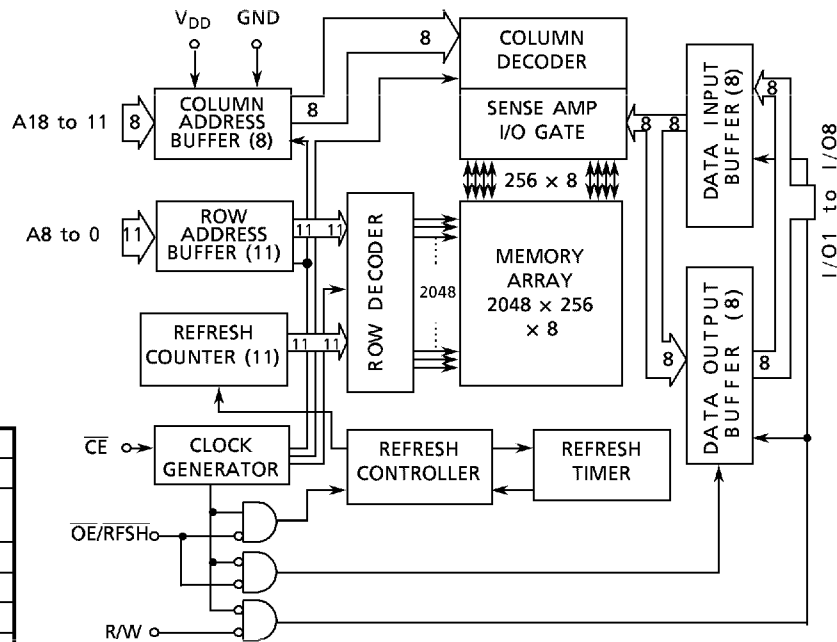 VDD GND
A18 to 11
8
COLUMN
ADDRESS
BUFFER (8)
8
8
COLUMN
DECODER
SENSE AMP
I/O GATE
8 8
DATA INPUT
BUFFER (8)
8
I/O1 to I/O8
256 × 8
A8 to 0
11
ROW
ADDRESS
BUFFER (11)
11 11
ROW DECODER
2048
MEMORY
ARRAY
2048 × 256
× 8
REFRESH
COUNTER (11)
11 11
8
DATA OUTPUT
BUFFER (8)
8
CE
CLOCK
GENERATOR
REFRESH
CONTROLLER
REFRESH
TIMER
OE/RFSH
R/W